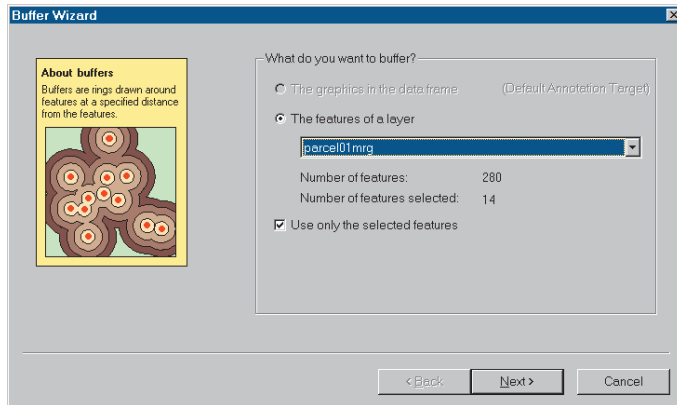 Buffer Wizard
About buffers
Buffers are rings drawn around
features at a specified distance
from the features.
What do you want to buffer?
The graphics in the data frame (Default Annotation Target)
The features of a layer
parcel01mrg
Number of features: 280
Number of features selected: 14
Use only the selected features
< Back Next > Cancel